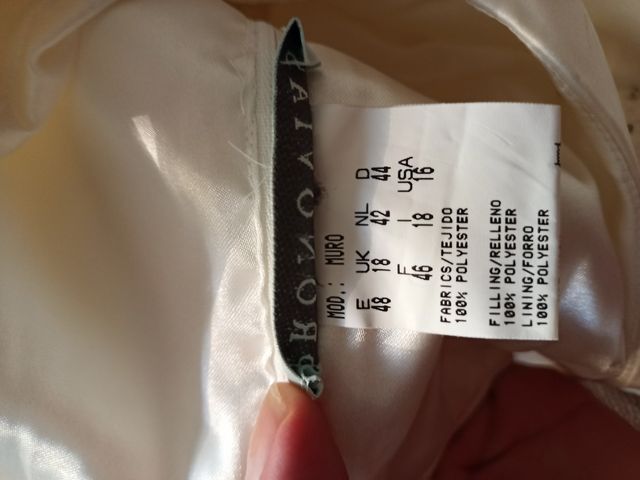 PRONOVIAS
MOD.: MURO
E UK NL D
48 18 42 44
F I USA
46 18 16
FABRICS/TEJIDO
100% POLYESTER
FILLING/RELLENO
100% POLYESTER
LINING/FORRO
100% POLYESTER